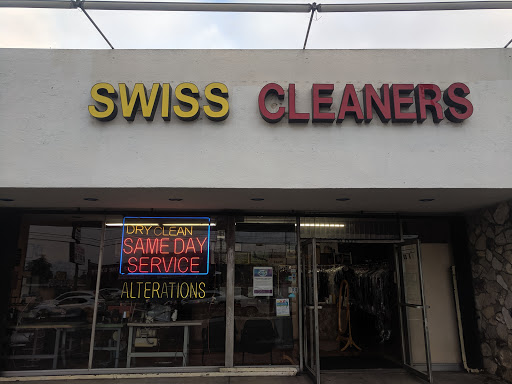 SWISS CLEANERS
DRY CLEAN
SAME DAY
SERVICE
ALTERATIONS